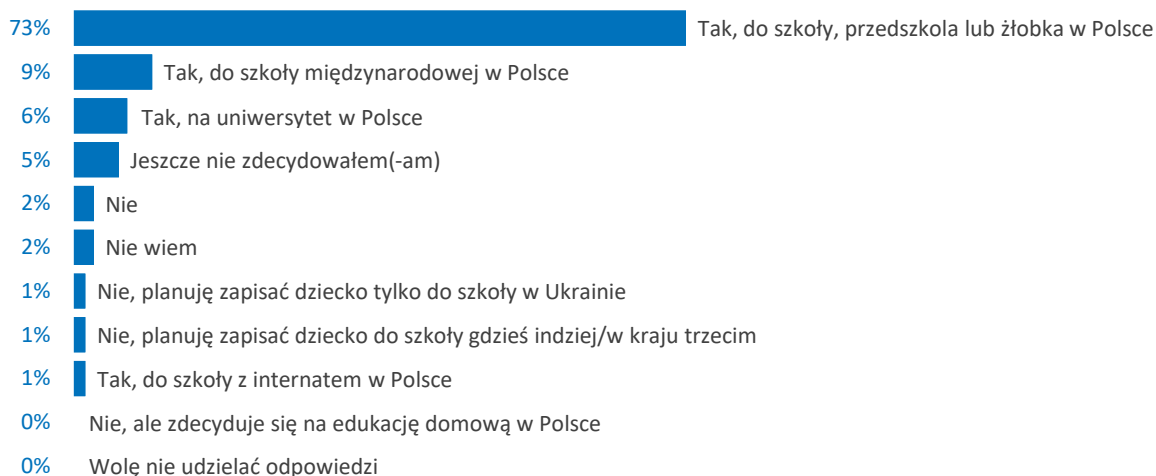 73% Tak, do szkoły, przedszkola lub żłobka w Polsce
9% Tak, do szkoły międzynarodowej w Polsce
6% Tak, na uniwersytet w Polsce
5% Jeszcze nie zdecydowałem(-am)
2% Nie
2% Nie wiem
1% Nie, planuję zapisać dziecko tylko do szkoły w Ukrainie
1% Nie, planuję zapisać dziecko do szkoły gdzieś indziej/w kraju trzecim
1% Tak, do szkoły z internatem w Polsce
0% Nie, ale zdecyduje się na edukację domową w Polsce
0% Wolę nie udzielać odpowiedzi